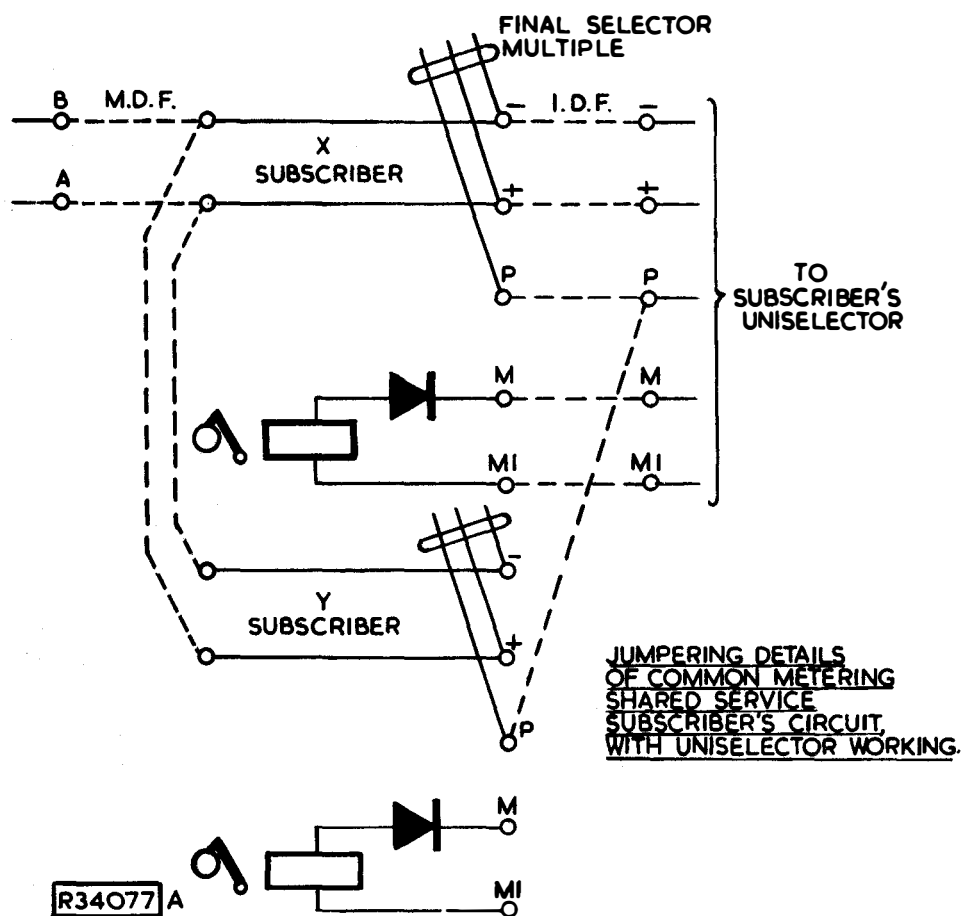 FINAL SELECTOR
MULTIPLE
B M.D.F. - I.D.F. -
X
SUBSCRIBER
A + +
P P
TO
SUBSCRIBER'S
UNISELECTOR
M M
MI MI
-
Y
SUBSCRIBER
+
P
JUMPERING DETAILS
OF COMMON METERING
SHARED SERVICE
SUBSCRIBER'S CIRCUIT,
WITH UNISELECTOR WORKING.
M
MI
R34077 A